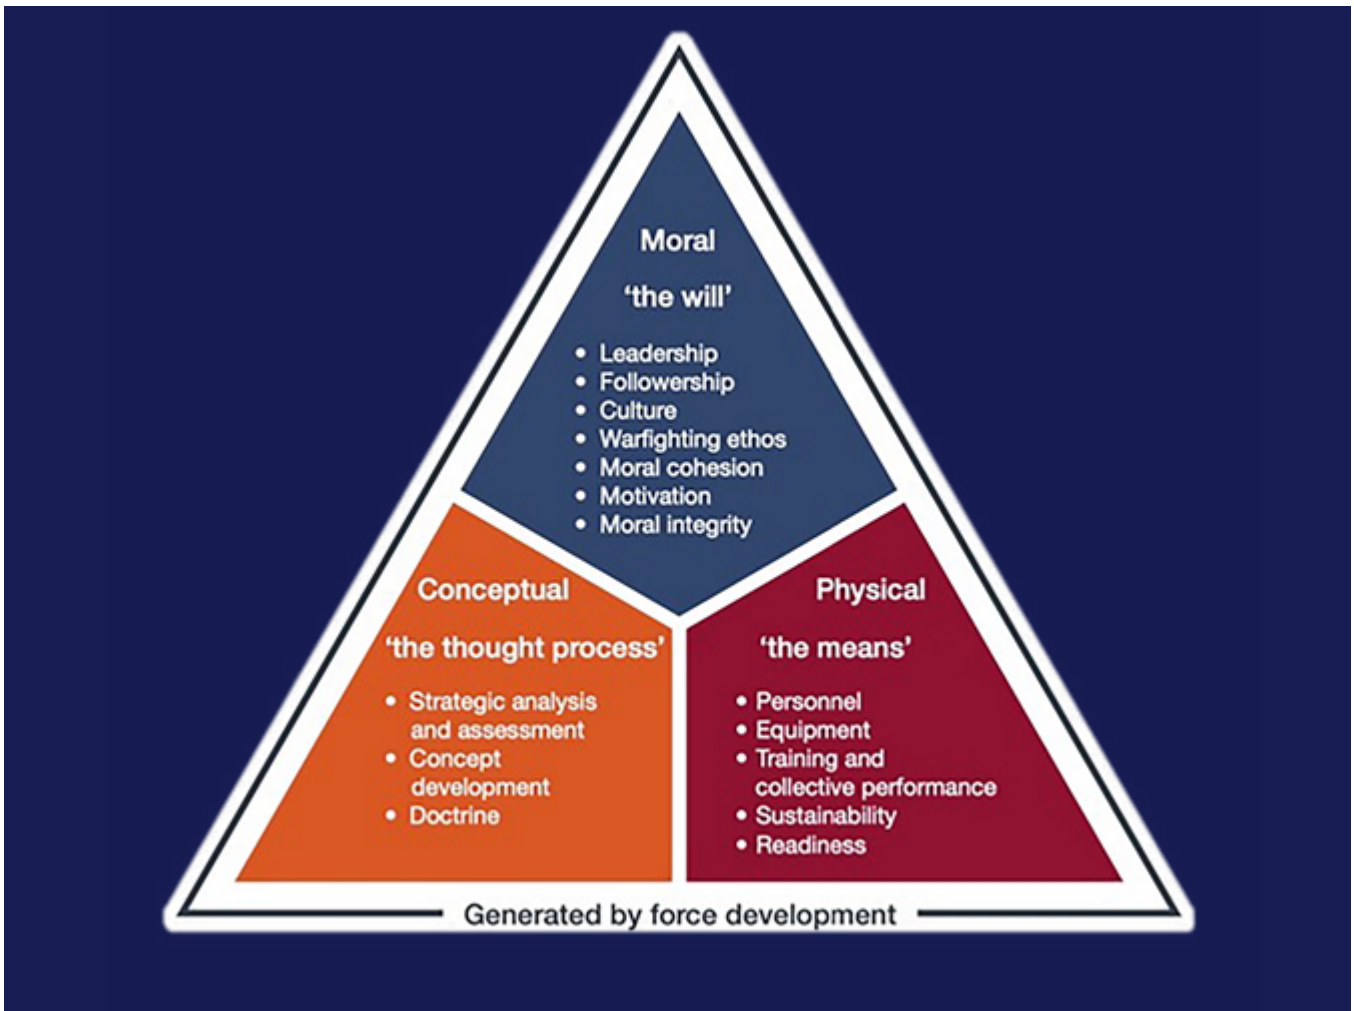 Moral
‘the will’
• Leadership
• Followership
• Culture
• Warfighting ethos
• Moral cohesion
• Motivation
• Moral integrity
Conceptual
‘the thought process’
• Strategic analysis
and assessment
• Concept
development
• Doctrine
Physical
‘the means’
• Personnel
• Equipment
• Training and
collective performance
• Sustainability
• Readiness
Generated by force development